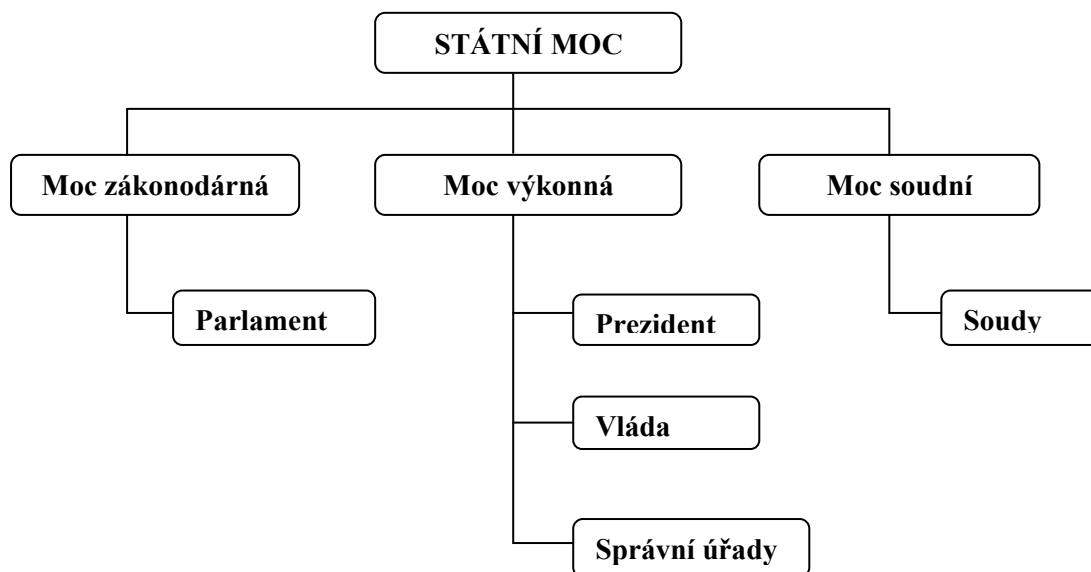 STÁTNÍ MOC
Moc zákonodárná
Moc výkonná
Moc soudní
Parlament
Prezident
Soudy
Vláda
Správní úřady